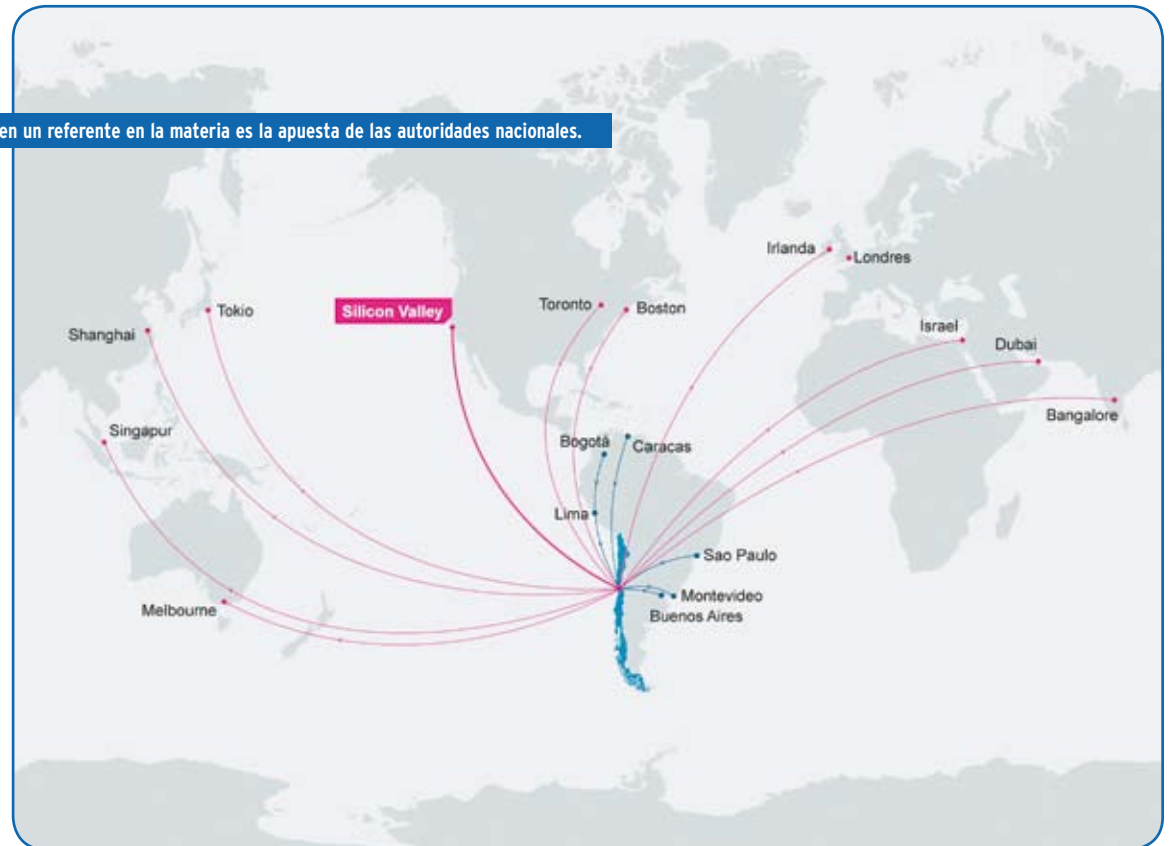 en un referente en la materia es la apuesta de las autoridades nacionales.
Irlanda
Londres
Tokio
Silicon Valley
Toronto
Boston
Shanghai
Israel
Dubai
Singapur
Bogotá
Caracas
Bangalore
Lima
Sao Paulo
Melbourne
Montevideo
Buenos Aires